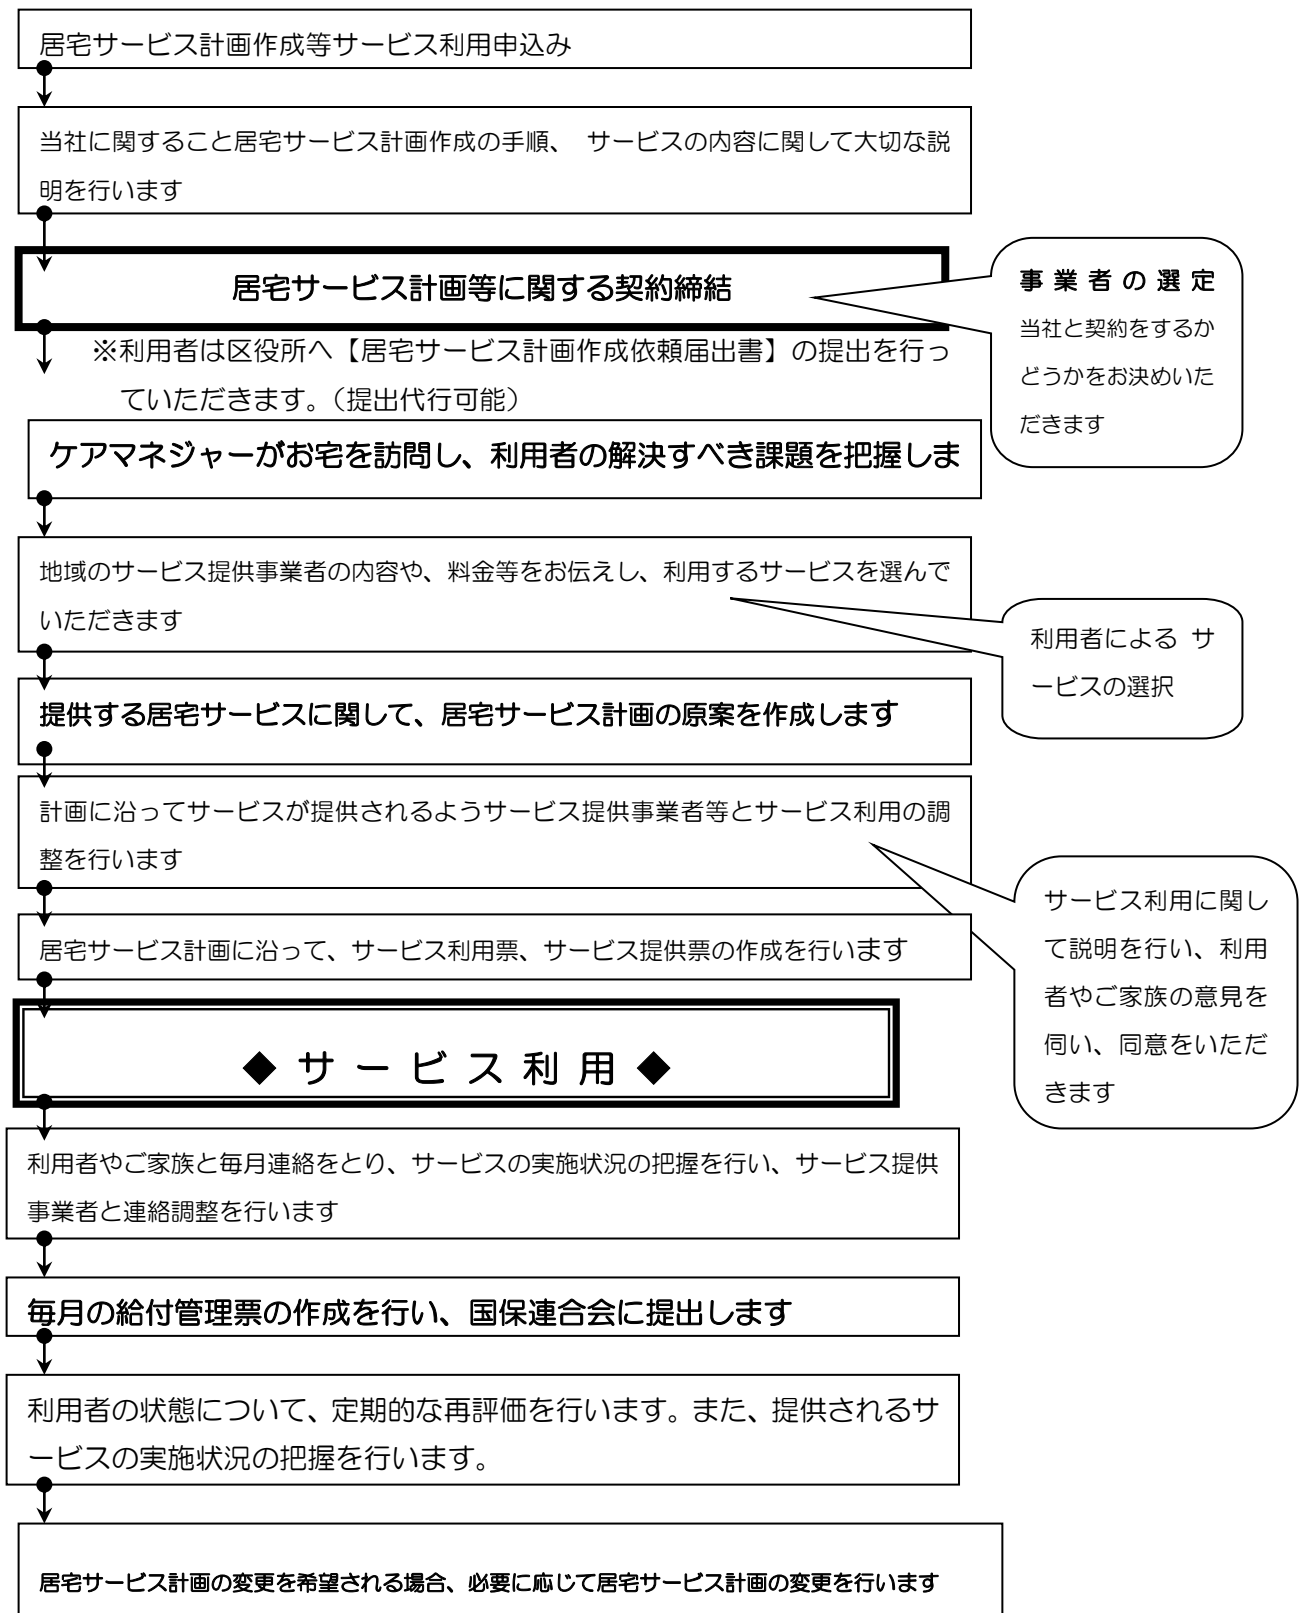 居宅サービス計画作成等サービス利用申込み
当社に関すること居宅サービス計画作成の手順、 サービスの内容に関して大切な説
明を行います
居宅サービス計画等に関する契約締結
事業者の選定
当社と契約をするか
どうかをお決めいた
だきます
※利用者は区役所へ【居宅サービス計画作成依頼届出書】の提出を行っ
ていただきます。（提出代行可能）
ケアマネジャーがお宅を訪問し、利用者の解決すべき課題を把握しま
地域のサービス提供事業者の内容や、料金等をお伝えし、利用するサービスを選んで
いただきます
利用者による サ
ービスの選択
提供する居宅サービスに関して、居宅サービス計画の原案を作成します
計画に沿ってサービスが提供されるようサービス提供事業者等とサービス利用の調
整を行います
サービス利用に関し
て説明を行い、利用
者やご家族の意見を
伺い、同意をいただ
きます
居宅サービス計画に沿って、サービス利用票、サービス提供票の作成を行います
◆ サ ー ビ ス 利 用 ◆
利用者やご家族と毎月連絡をとり、サービスの実施状況の把握を行い、サービス提供
事業者と連絡調整を行います
毎月の給付管理票の作成を行い、国保連合会に提出します
利用者の状態について、定期的な再評価を行います。また、提供されるサ
ービスの実施状況の把握を行います。
居宅サービス計画の変更を希望される場合、必要に応じて居宅サービス計画の変更を行います